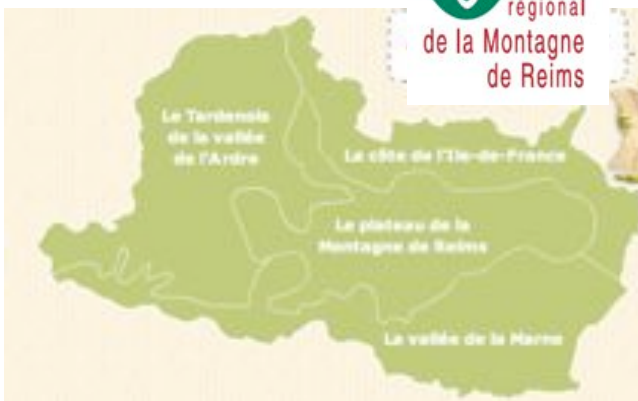 régional
de la Montagne
de Reims
Le Tardenois
de la vallée
de l'Ardre
La côte de l'Ile-de-France
Le plateau de la
Montagne de Reims
La vallée de la Marne